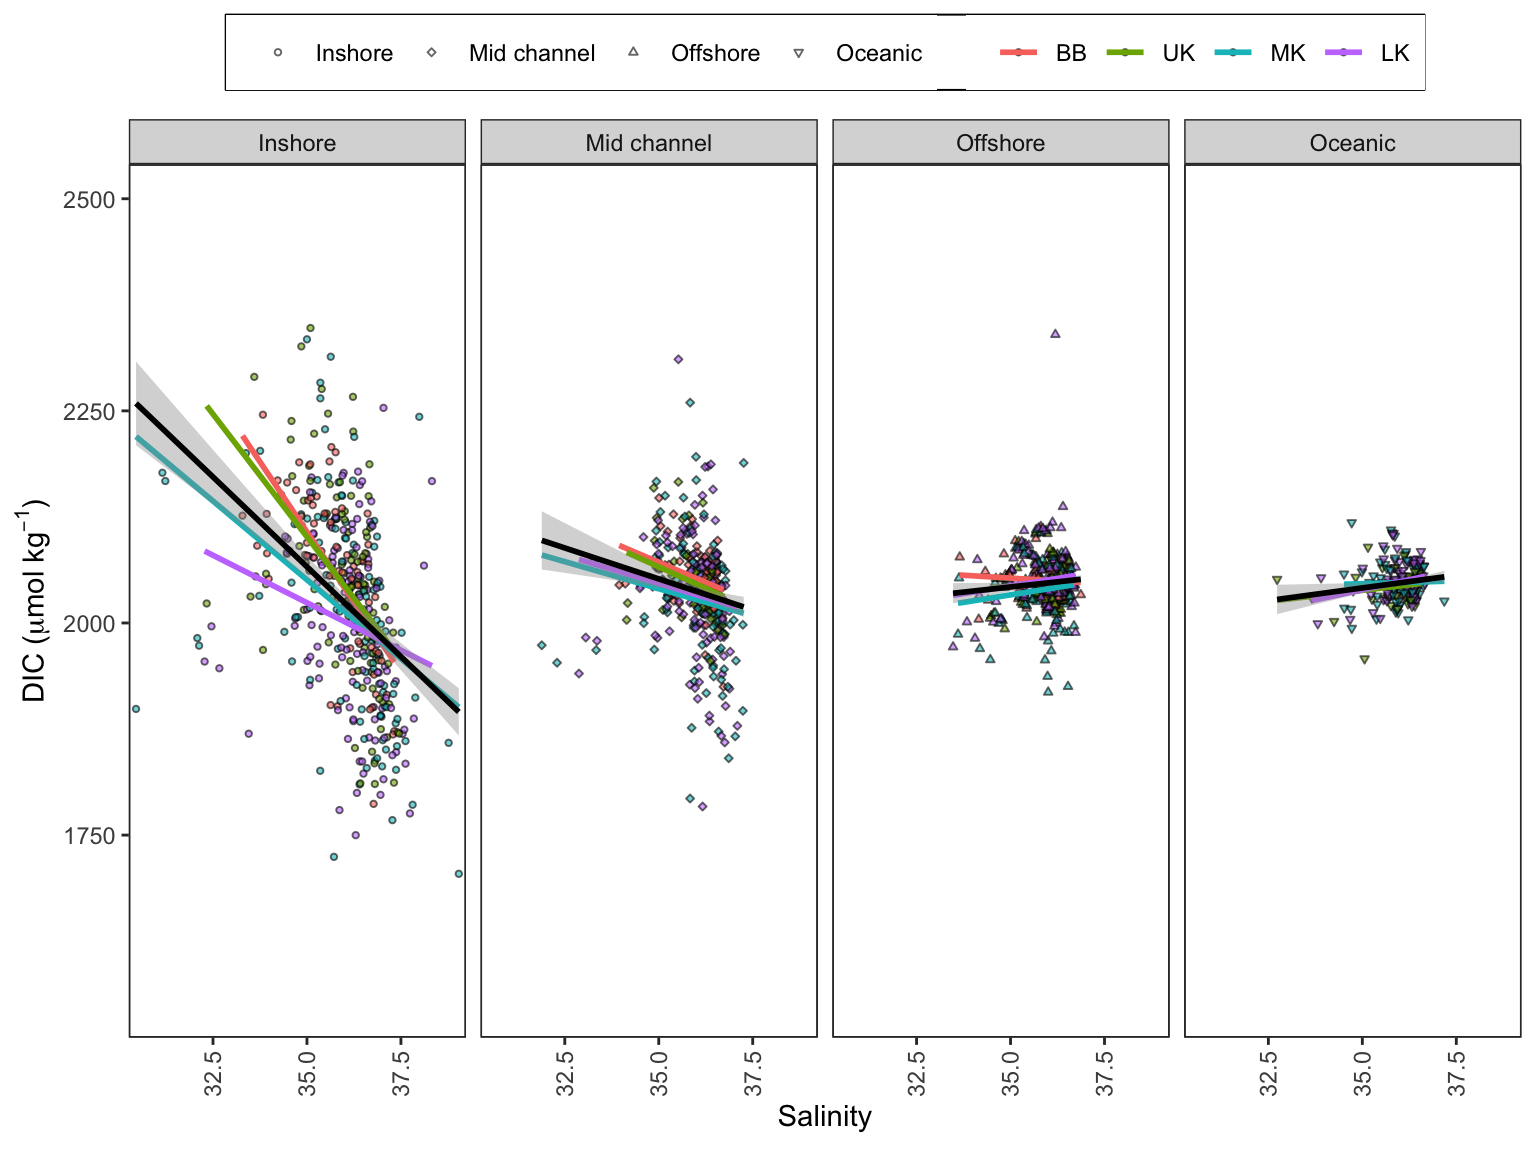 Inshore Mid channel Offshore Oceanic BB UK MK LK
Inshore Mid channel Offshore Oceanic
2500
2250
2000
1750
DIC (μmol kg⁻¹)
32.5 35.0 37.5 32.5 35.0 37.5 32.5 35.0 37.5 32.5 35.0 37.5
Salinity